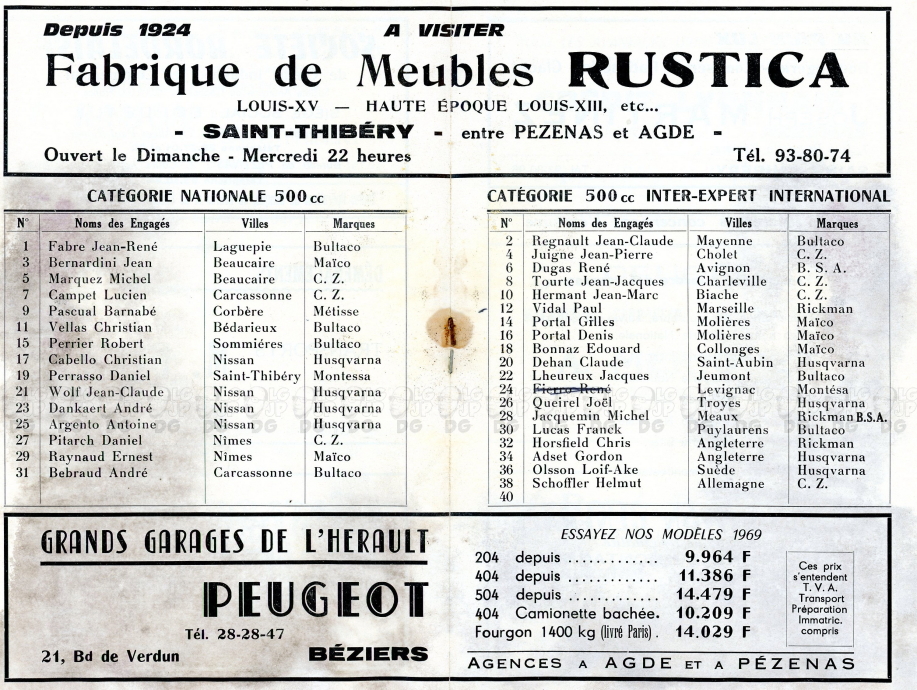 Depuis 1924 A VISITER
Fabrique de Meubles RUSTICA
LOUIS-XV — HAUTE ÉPOQUE LOUIS-XIII, etc...
- SAINT-THIBÉRY - entre PEZENAS et AGDE -
Ouvert le Dimanche - Mercredi 22 heures Tél. 93-80-74
CATÉGORIE NATIONALE 500 cc
N° Noms des Engagés Villes Marques
1 Fabre Jean-René Laguepie Bultaco
3 Bernardini Jean Beaucaire Maïco
5 Marquez Michel Beaucaire C. Z.
7 Campet Lucien Carcassonne C. Z.
9 Pascual Barnabé Corbère Métisse
11 Vellas Christian Bédarieux Bultaco
15 Perrier Robert Sommiéres Bultaco
17 Cabello Christian Nissan Husqvarna
19 Perrasso Daniel Saint-Thibéry Montessa
21 Wolf Jean-Claude Nissan Husqvarna
23 Dankaert André Nissan Husqvarna
25 Argento Antoine Nissan Husqvarna
27 Pitarch Daniel Nimes C. Z.
29 Raynaud Ernest Nimes Maïco
31 Bebraud André Carcassonne Bultaco
CATÉGORIE 500 cc INTER-EXPERT INTERNATIONAL
N° Noms des Engagés Villes Marques
2 Regnault Jean-Claude Mayenne Bultaco
4 Juigne Jean-Pierre Cholet C. Z.
6 Dugas René Avignon B. S. A.
8 Tourte Jean-Jacques Charleville C. Z.
10 Hermant Jean-Marc Biache C. Z.
12 Vidal Paul Marseille Rickman
14 Portal Gilles Molières Maïco
16 Portal Denis Molières Maïco
18 Bonnaz Edouard Collonges Maïco
20 Dehan Claude Saint-Aubin Husqvarna
22 Lheureux Jacques Jeumont Bultaco
24 Fierro René Levignac Montésa
26 Queirel Joël Troyes Husqvarna
28 Jacquemin Michel Meaux Rickman B.S.A.
30 Lucas Franck Puylaurens Bultaco
32 Horsfield Chris Angleterre Rickman
34 Adset Gordon Angleterre Husqvarna
36 Olsson Loif-Ake Suède Husqvarna
38 Schoffler Helmut Allemagne C. Z.
40
GRANDS GARAGES DE L'HERAULT
PEUGEOT
Tél. 28-28-47
21, Bd de Verdun BÉZIERS
ESSAYEZ NOS MODÈLES 1969
204 depuis ............. 9.964 F
404 depuis ............. 11.386 F
504 depuis ............. 14.479 F
404 Camionette bachée. 10.209 F
Fourgon 1400 kg (livré Paris) . 14.029 F
Ces prix
s'entendent
T. V. A.
Transport
Préparation
Immatric.
compris
AGENCES A AGDE ET A PÉZENAS